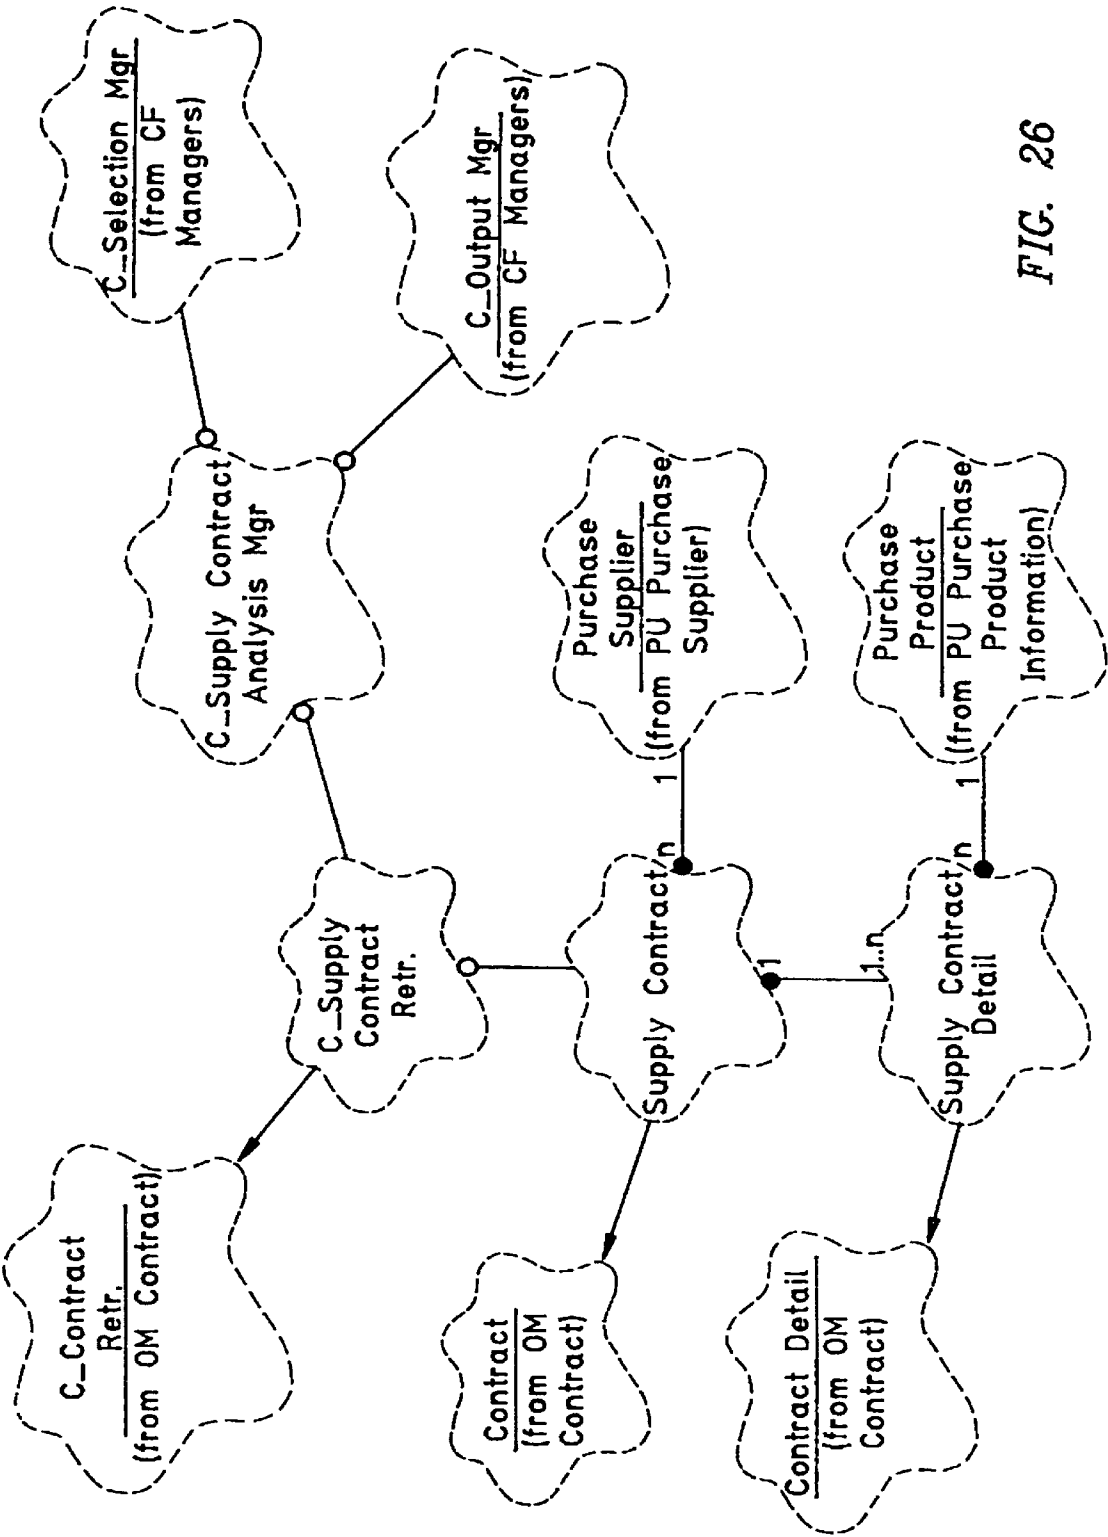 C_Contract
Retr.
(from OM Contract)
C_Supply Contract
Analysis Mgr
C_Selection Mgr
(from CF
Managers)
C_Supply
Contract
Retr.
C_Output Mgr
(from CF Managers)
Contract
(from OM
Contract)
Supply Contract
n
1
Purchase
Supplier
(from PU Purchase
Supplier)
1
1..n
Contract Detail
(from OM
Contract)
Supply Contract
Detail
n
1
Purchase
Product
(from PU Purchase
Product
Information)
FIG. 26